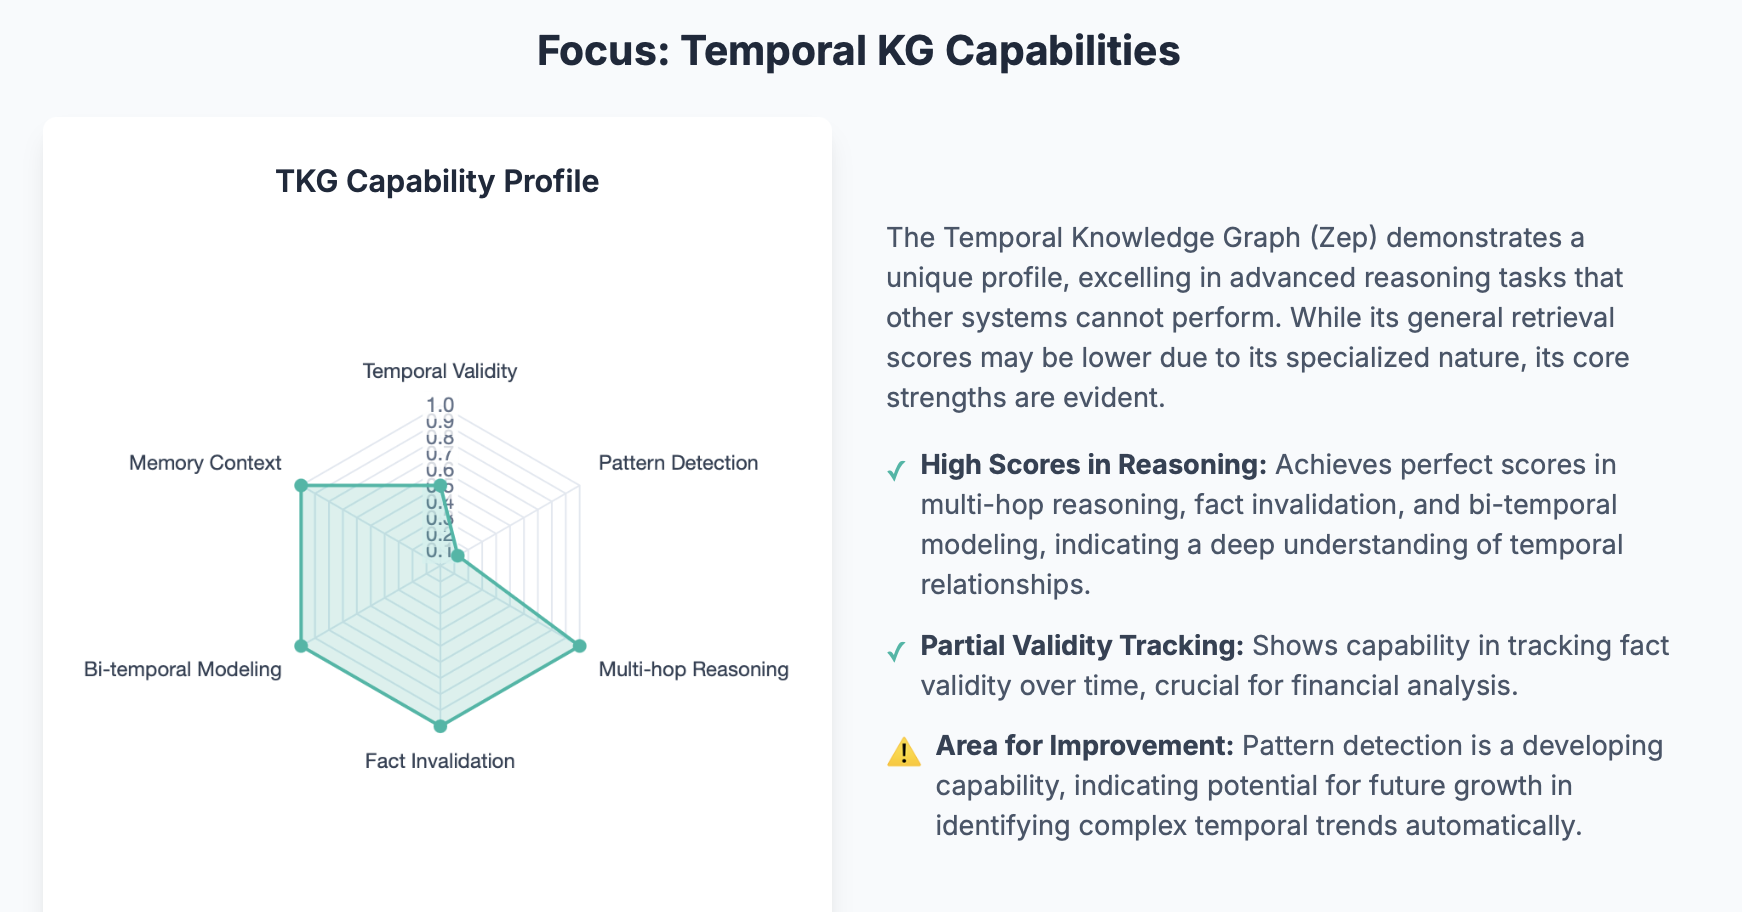 Focus: Temporal KG Capabilities
TKG Capability Profile
Temporal Validity
1.0
0.9
0.8
0.7
0.6
0.5
0.4
0.3
0.2
0.1
Memory Context
Pattern Detection
Bi-temporal Modeling
Multi-hop Reasoning
Fact Invalidation
The Temporal Knowledge Graph (Zep) demonstrates a
unique profile, excelling in advanced reasoning tasks that
other systems cannot perform. While its general retrieval
scores may be lower due to its specialized nature, its core
strengths are evident.
✓ High Scores in Reasoning: Achieves perfect scores in
multi-hop reasoning, fact invalidation, and bi-temporal
modeling, indicating a deep understanding of temporal
relationships.
✓ Partial Validity Tracking: Shows capability in tracking fact
validity over time, crucial for financial analysis.
⚠️ Area for Improvement: Pattern detection is a developing
capability, indicating potential for future growth in
identifying complex temporal trends automatically.